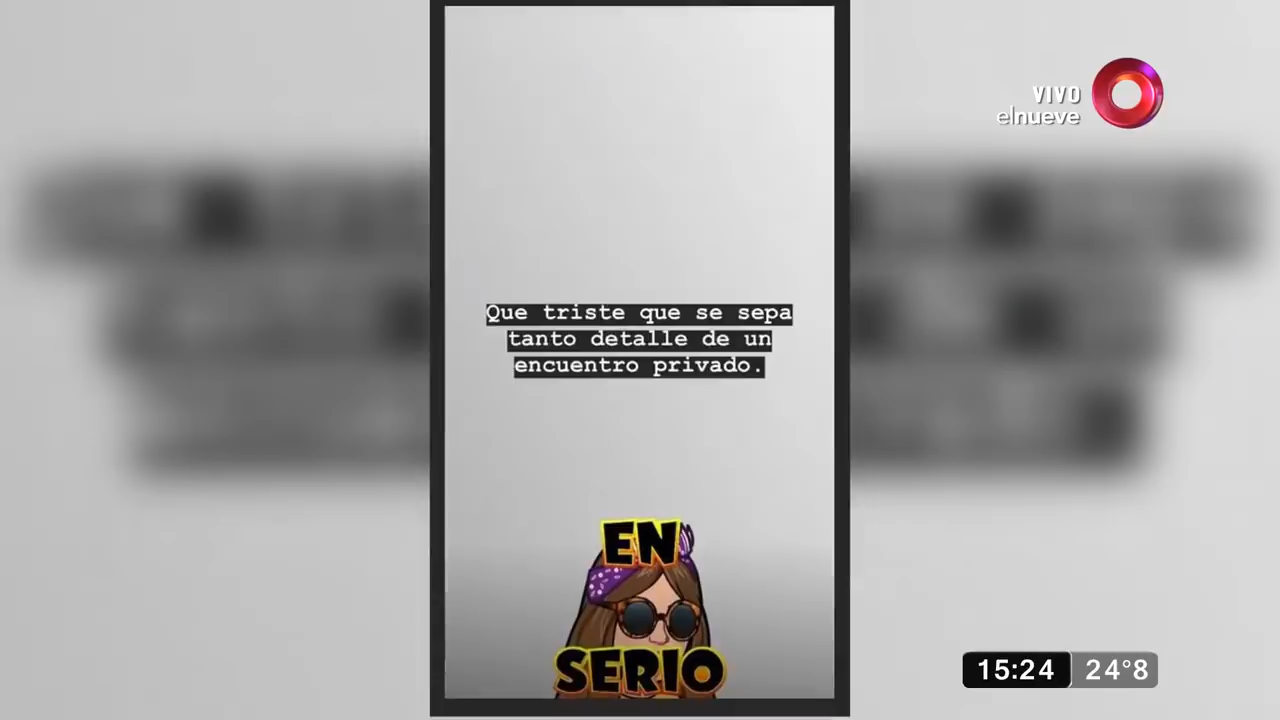 VIVO
elnueve
Que triste que se sepa
tanto detalle de un
encuentro privado.
EN
SERIO
15:24 24°8